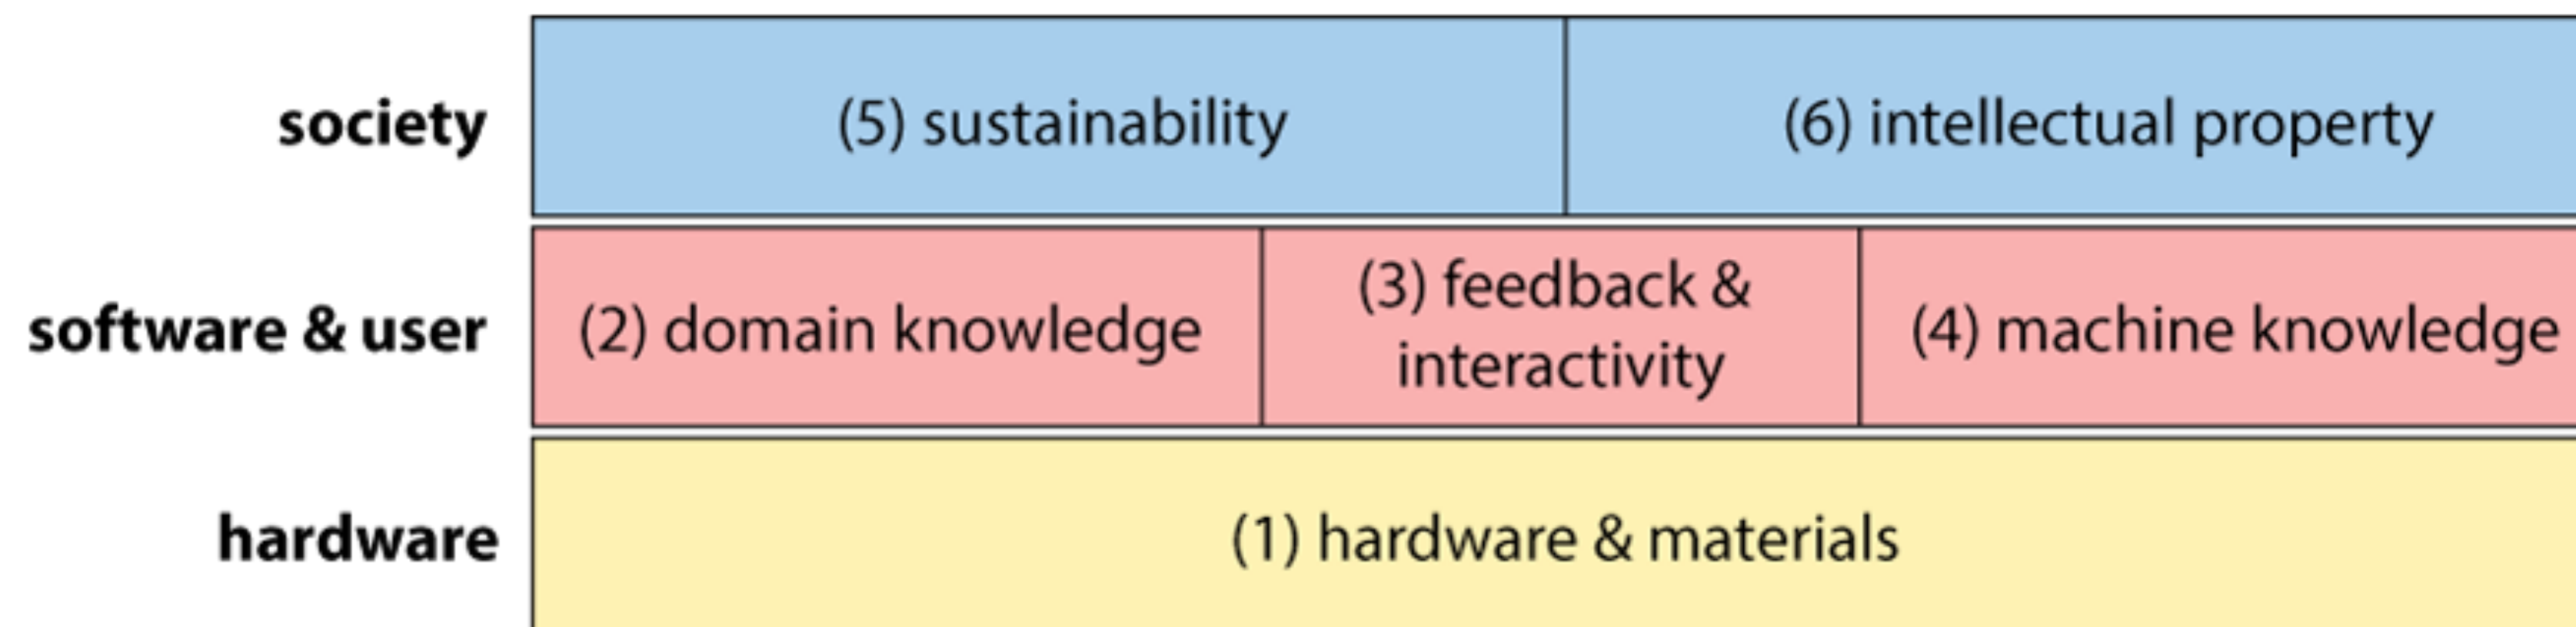 society
(5) sustainability
(6) intellectual property
software & user
(2) domain knowledge
(3) feedback &
interactivity
(4) machine knowledge
hardware
(1) hardware & materials